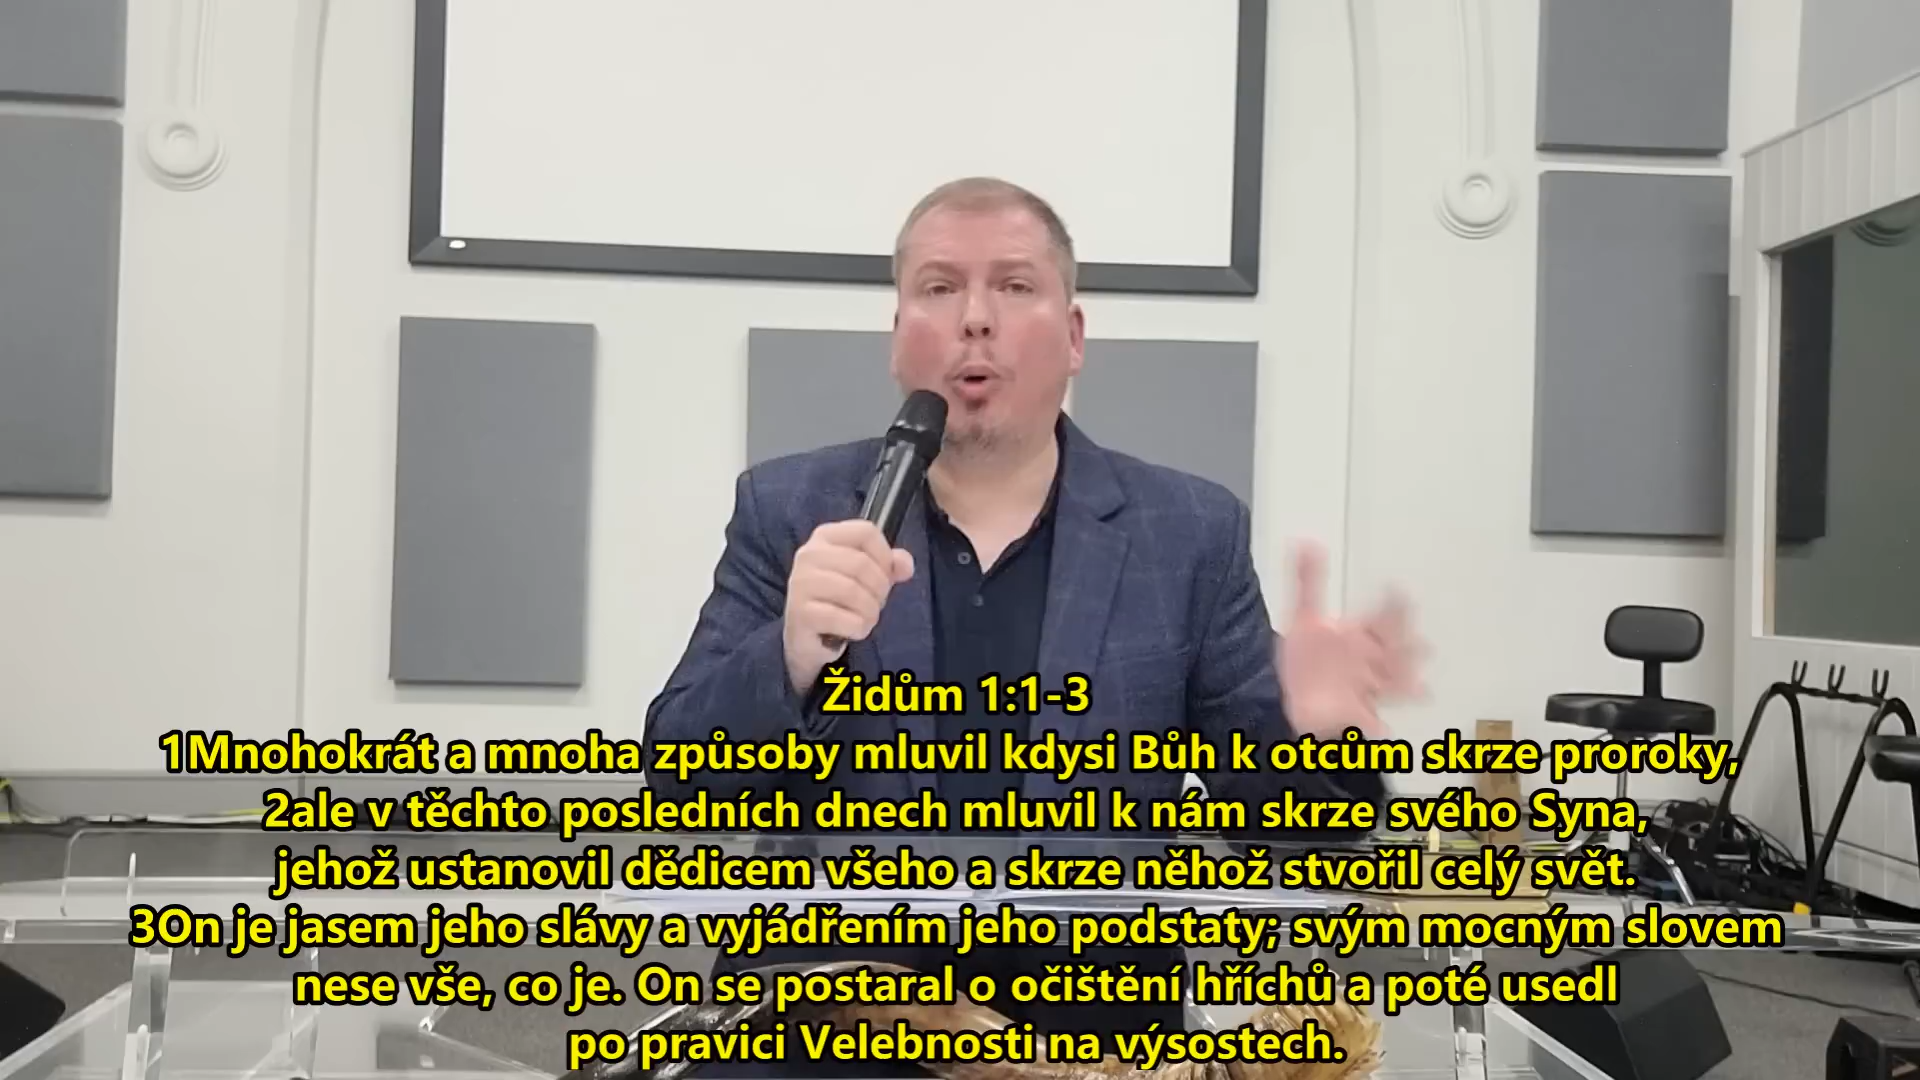 Židům 1:1-3
1Mnohokrát a mnoha způsoby mluvil kdysi Bůh k otcům skrze proroky,
2ale v těchto posledních dnech mluvil k nám skrze svého Syna,
jehož ustanovil dědicem všeho a skrze něhož stvořil celý svět.
3On je jasem jeho slávy a vyjádřením jeho podstaty; svým mocným slovem
nese vše, co je. On se postaral o očištění hříchů a poté usedl
po pravici Velebnosti na výsostech.